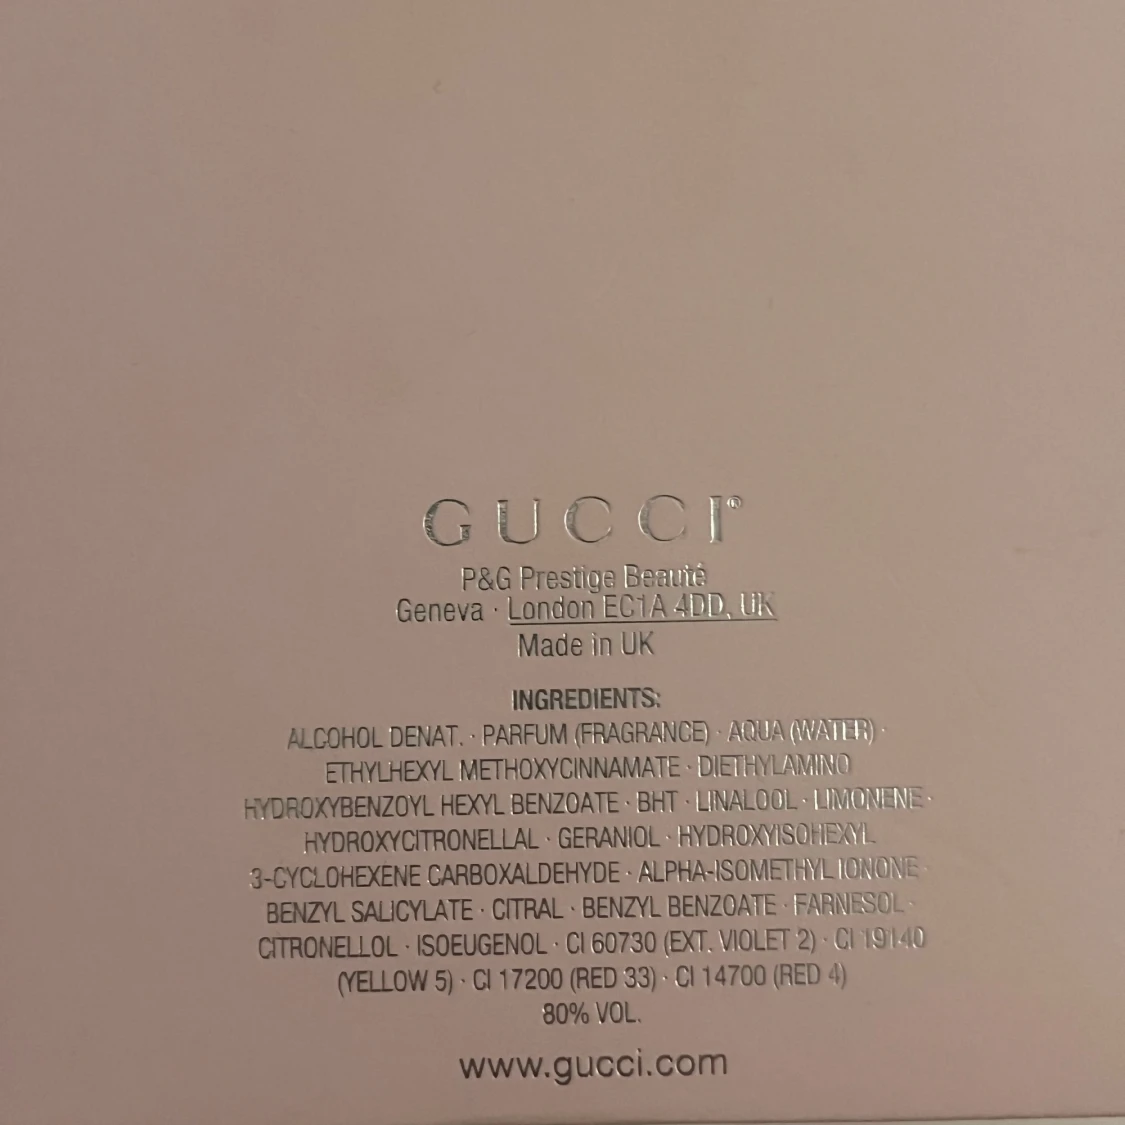 GUCCI®
P&G Prestige Beauté
Geneva · London EC1A 4DD, UK
Made in UK
INGREDIENTS:
ALCOHOL DENAT. · PARFUM (FRAGRANCE) · AQUA (WATER) ·
ETHYLHEXYL METHOXYCINNAMATE · DIETHYLAMINO
HYDROXYBENZOYL HEXYL BENZOATE · BHT · LINALOOL · LIMONENE ·
HYDROXYCITRONELLAL · GERANIOL · HYDROXYISOHEXYL
3-CYCLOHEXENE CARBOXALDEHYDE · ALPHA-ISOMETHYL IONONE ·
BENZYL SALICYLATE · CITRAL · BENZYL BENZOATE · FARNESOL ·
CITRONELLOL · ISOEUGENOL · CI 60730 (EXT. VIOLET 2) · CI 19140
(YELLOW 5) · CI 17200 (RED 33) · CI 14700 (RED 4)
80% VOL.
www.gucci.com